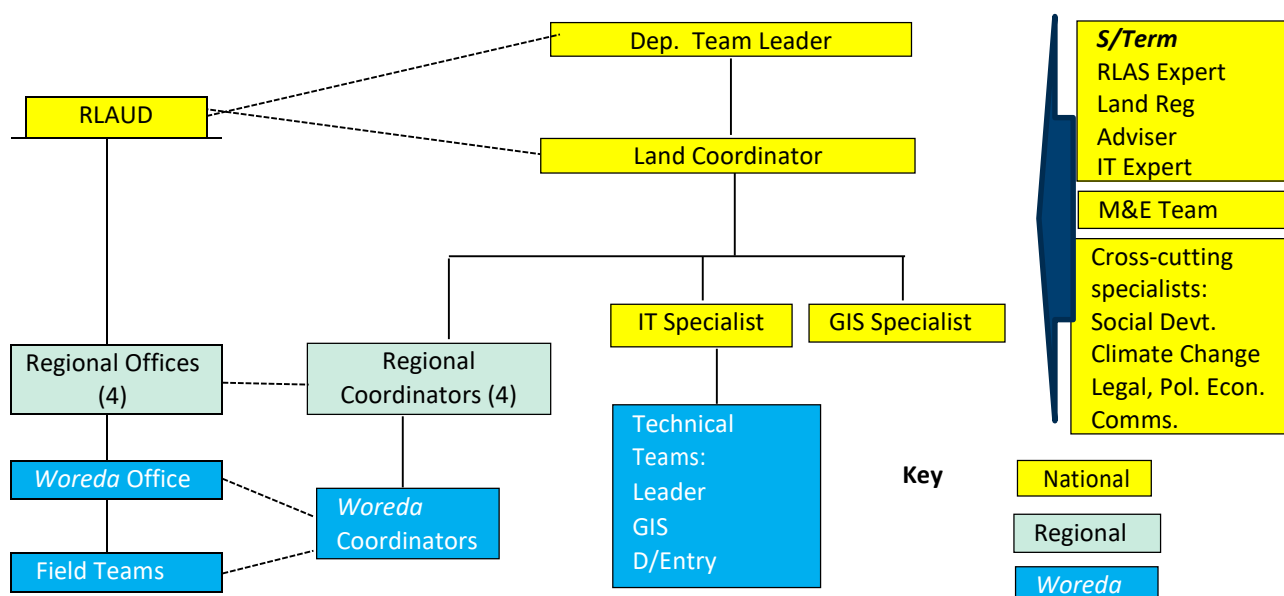 Dep. Team Leader
RLAUD
Land Coordinator
S/Term
RLAS Expert
Land Reg
Adviser
IT Expert
M&E Team
Cross-cutting
specialists:
Social Devt.
Climate Change
Legal, Pol. Econ.
Comms.
IT Specialist
GIS Specialist
Regional Offices
(4)
Regional
Coordinators (4)
Technical
Teams:
Leader
GIS
D/Entry
Woreda Office
Woreda
Coordinators
Field Teams
Key
National
Regional
Woreda